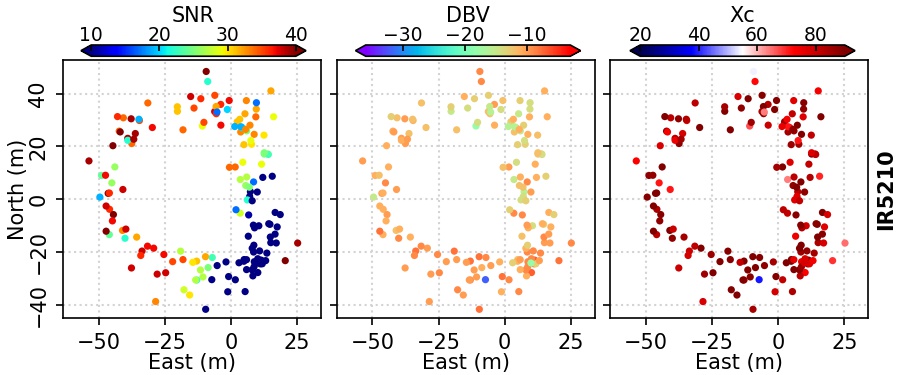 SNR DBV Xc
10 20 30 40 −30 −20 −10 20 40 60 80
40
20
0
−20
−40
North (m)
IR5210
−50 −25 0 25 −50 −25 0 25 −50 −25 0 25
East (m) East (m) East (m)